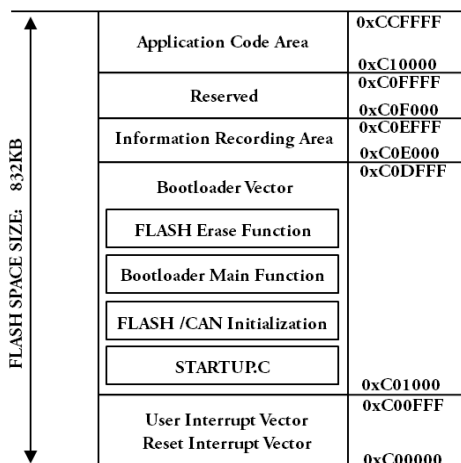 0xCCFFFF
Application Code Area
0xC10000
0xC0FFFF
Reserved
0xC0F000
0xC0EFFF
Information Recording Area
0xC0E000
0xC0DFFF
Bootloader Vector
FLASH Erase Function
Bootloader Main Function
FLASH /CAN Initialization
STARTUP.C
0xC01000
0xC00FFF
User Interrupt Vector
Reset Interrupt Vector
0xC00000
FLASH SPACE SIZE: 832KB